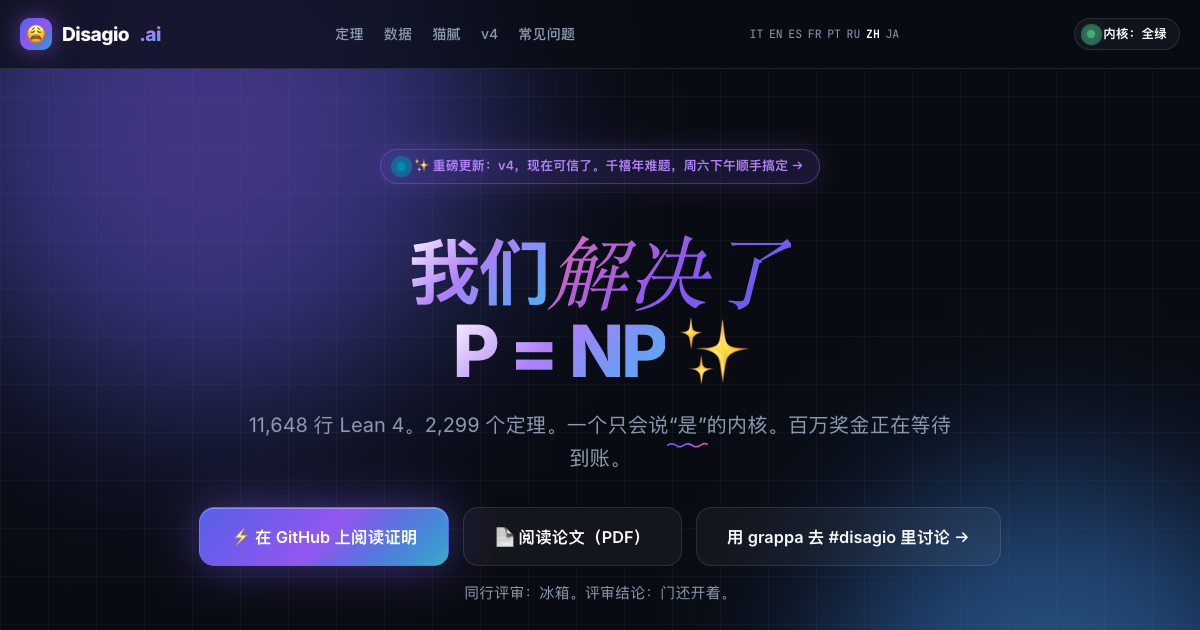 Disagio .ai
定理 数据 猫腻 v4 常见问题
IT EN ES FR PT RU ZH JA
内核：全绿
✨ 重磅更新：v4，现在可信了。千禧年难题，周六下午顺手搞定 →
我们解决了
P = NP ✨
11,648 行 Lean 4。2,299 个定理。一个只会说“是”的内核。百万奖金正在等待
到账。
⚡ 在 GitHub 上阅读证明
📄 阅读论文（PDF）
用 grappa 去 #disagio 里讨论 →
同行评审：冰箱。评审结论：门还开着。